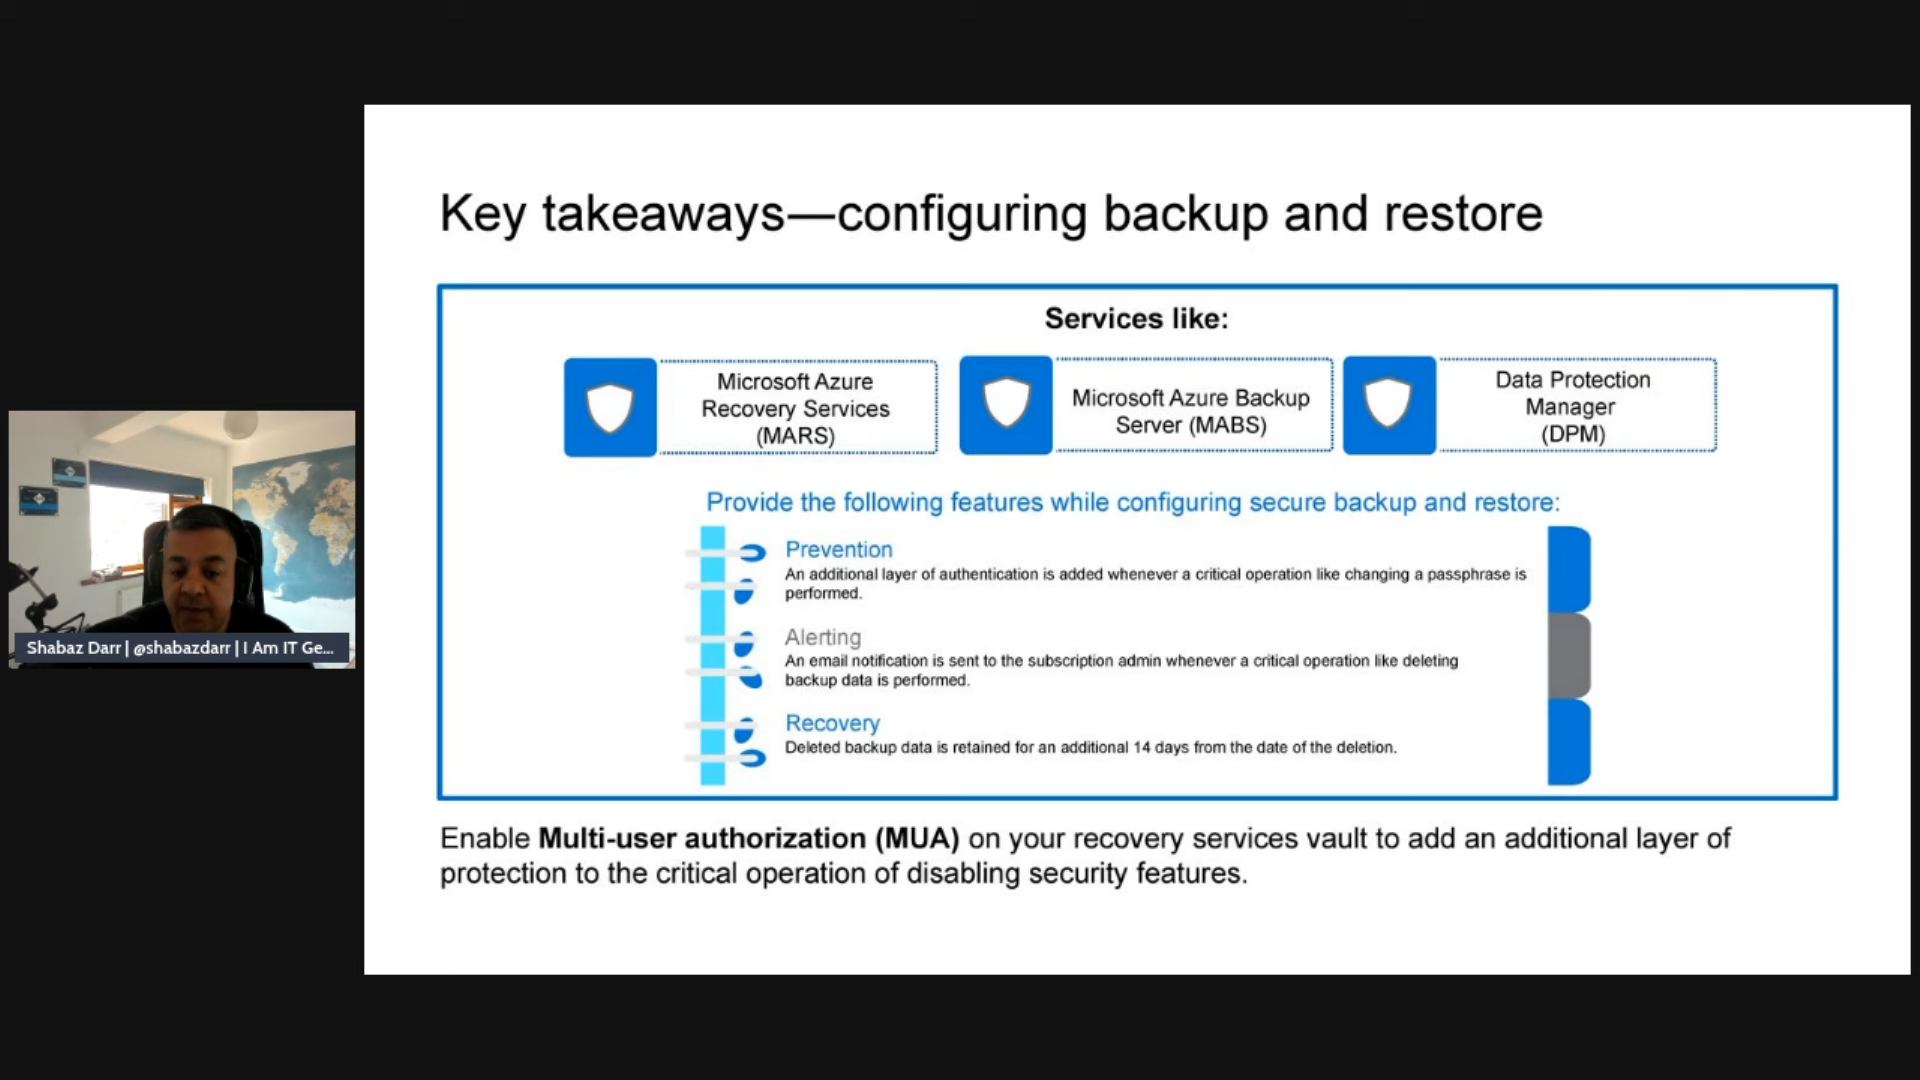 Key takeaways—configuring backup and restore
Services like:
Microsoft Azure
Recovery Services
(MARS)
Microsoft Azure Backup
Server (MABS)
Data Protection
Manager
(DPM)
Provide the following features while configuring secure backup and restore:
Prevention
An additional layer of authentication is added whenever a critical operation like changing a passphrase is
performed.
Alerting
An email notification is sent to the subscription admin whenever a critical operation like deleting
backup data is performed.
Recovery
Deleted backup data is retained for an additional 14 days from the date of the deletion.
Enable Multi-user authorization (MUA) on your recovery services vault to add an additional layer of
protection to the critical operation of disabling security features.
Shabaz Darr | @shabazdarr | I Am IT Ge...